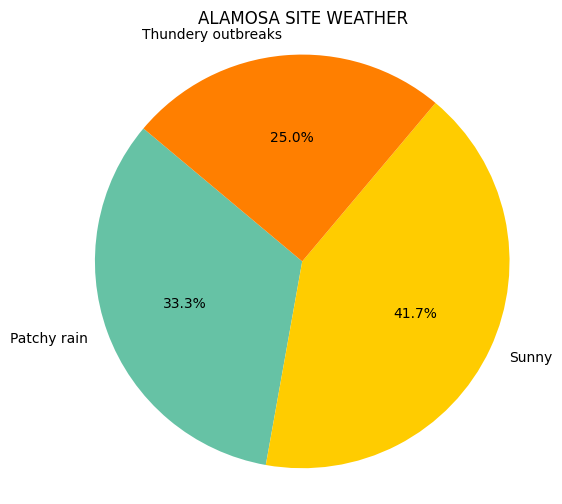 ALAMOSA SITE WEATHER
Thundery outbreaks
25.0%
33.3%
41.7%
Patchy rain
Sunny